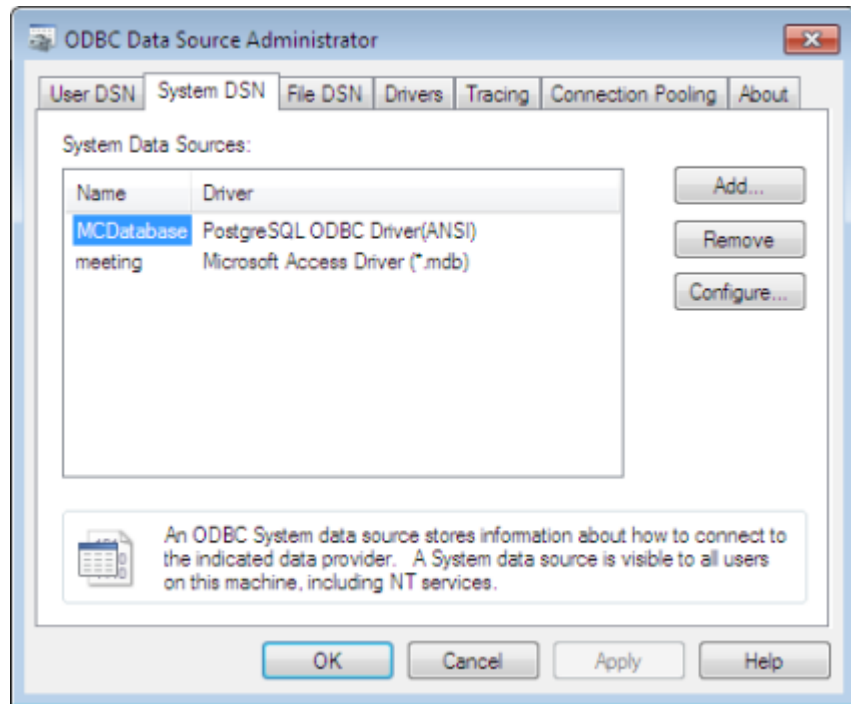 ODBC Data Source Administrator
User DSN System DSN File DSN Drivers Tracing Connection Pooling About
System Data Sources:
Name Driver
MCDatabase PostgreSQL ODBC Driver(ANSI)
meeting Microsoft Access Driver (*.mdb)
Add...
Remove
Configure...
An ODBC System data source stores information about how to connect to
the indicated data provider. A System data source is visible to all users
on this machine, including NT services.
OK Cancel Apply Help